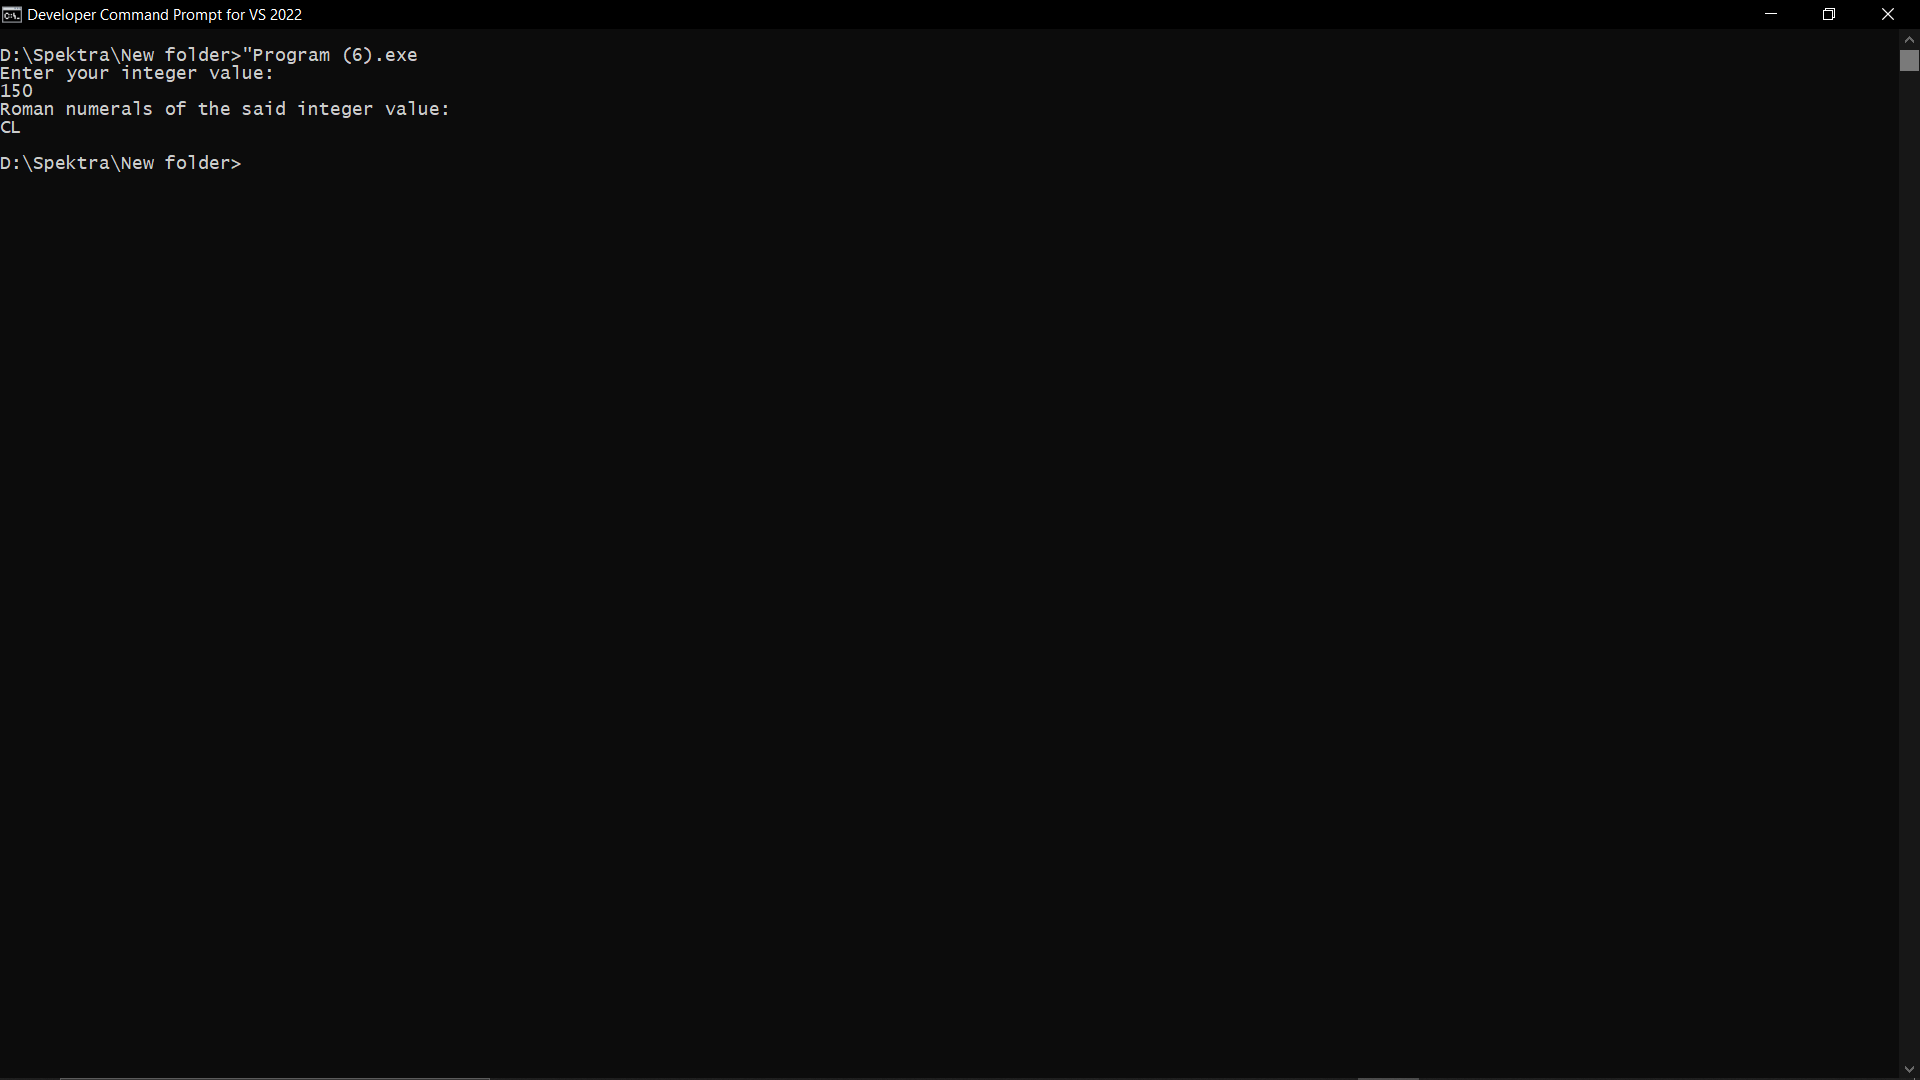 Developer Command Prompt for VS 2022
D:\Spektra\New folder>"Program (6).exe
Enter your integer value:
150
Roman numerals of the said integer value:
CL
D:\Spektra\New folder>